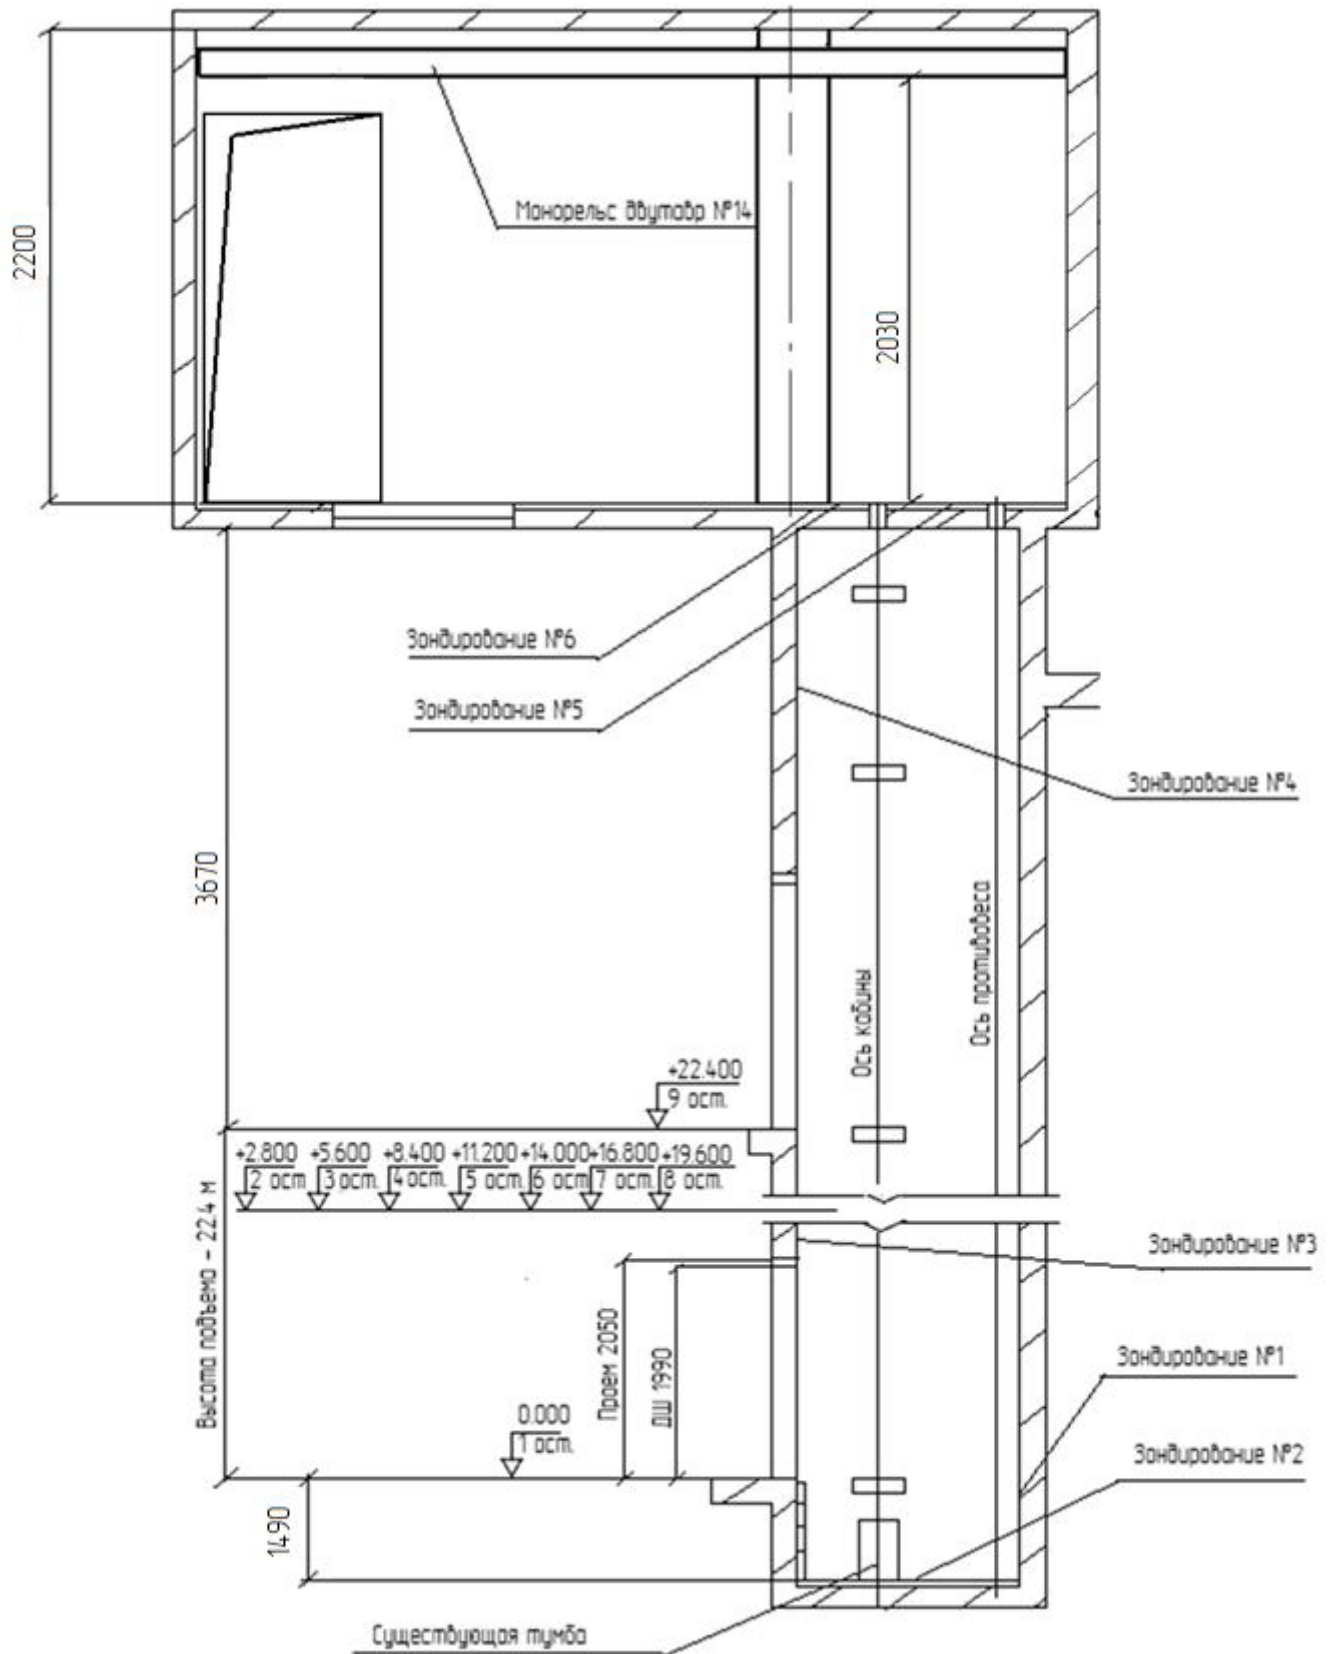 2200
Монорельс двутавр №14
2030
Зондирование №6
Зондирование №5
Зондирование №4
3670
Ось кабины
Ось противовеса
+22.400
9 ост.
+2.800 +5.600 +8.400 +11.200 +14.000 +16.800 +19.600
2 ост 3 ост. 4 ост. 5 ост. 6 ост 7 ост. 8 ост.
Высота подъема - 22.4 м
Зондирование №3
Проем 2050
ДШ 1990
Зондирование №1
0.000
1 ост.
Зондирование №2
1490
Существующая тумба